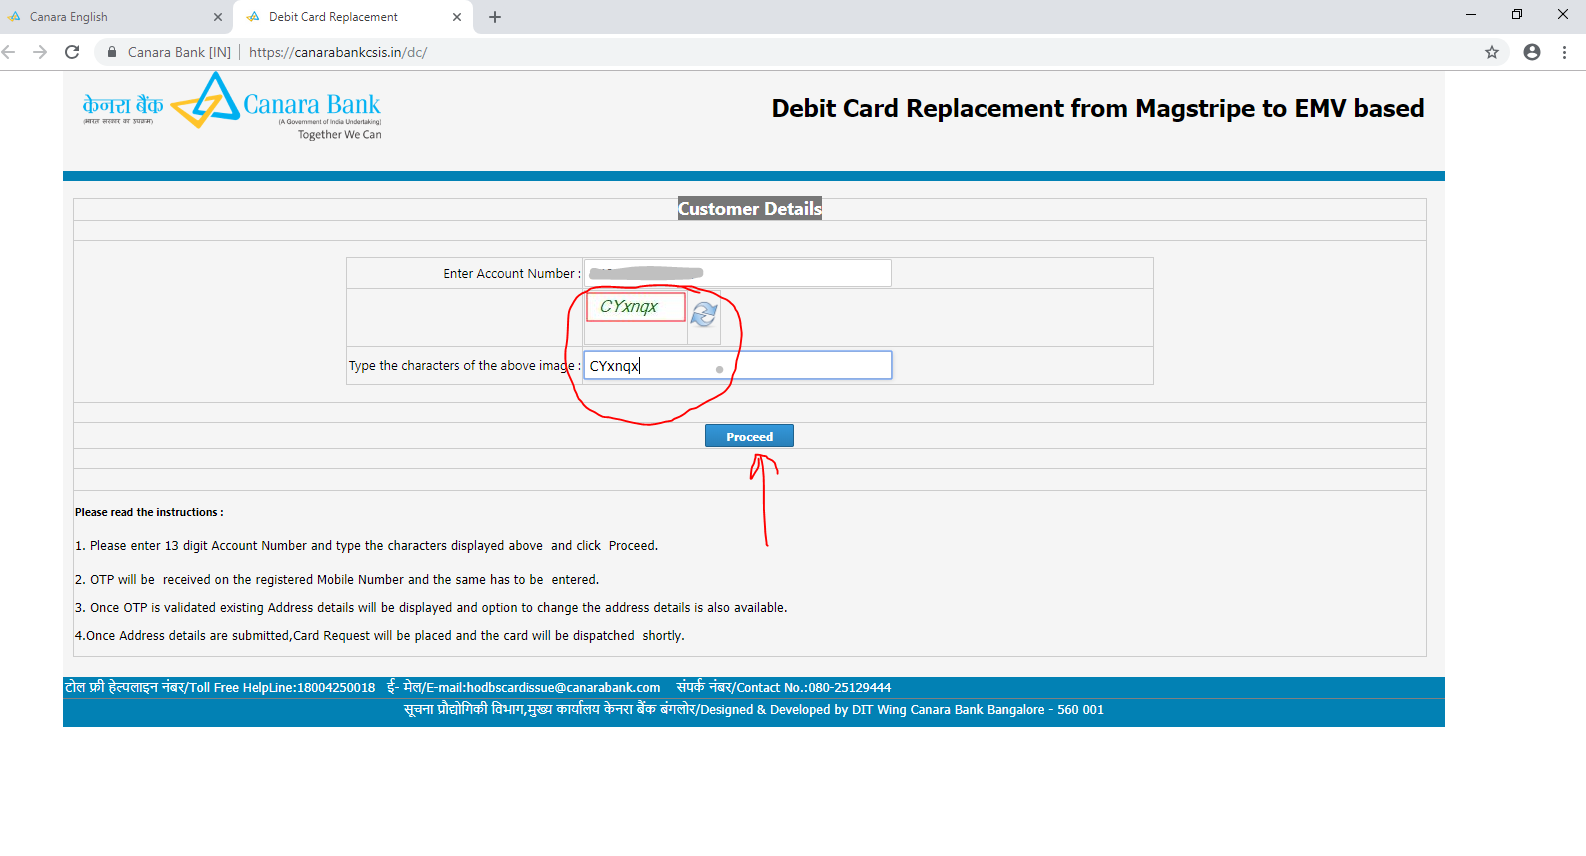 Canara English
Debit Card Replacement
Canara Bank [IN] | https://canarabankcsis.in/dc/
केनरा बैंक
(भारत सरकार का उपक्रम)
Canara Bank
(A Government of India Undertaking)
Together We Can
Debit Card Replacement from Magstripe to EMV based
Customer Details
Enter Account Number :
CYxnqx
Type the characters of the above image : CYxnqx
Proceed
Please read the instructions :
1. Please enter 13 digit Account Number and type the characters displayed above and click Proceed.
2. OTP will be received on the registered Mobile Number and the same has to be entered.
3. Once OTP is validated existing Address details will be displayed and option to change the address details is also available.
4.Once Address details are submitted,Card Request will be placed and the card will be dispatched shortly.
टोल फ्री हेल्पलाइन नंबर/Toll Free HelpLine:18004250018 ई- मेल/E-mail:hodbscardissue@canarabank.com संपर्क नंबर/Contact No.:080-25129444
सूचना प्रौद्योगिकी विभाग,मुख्य कार्यालय केनरा बैंक बंगलोर/Designed & Developed by DIT Wing Canara Bank Bangalore - 560 001